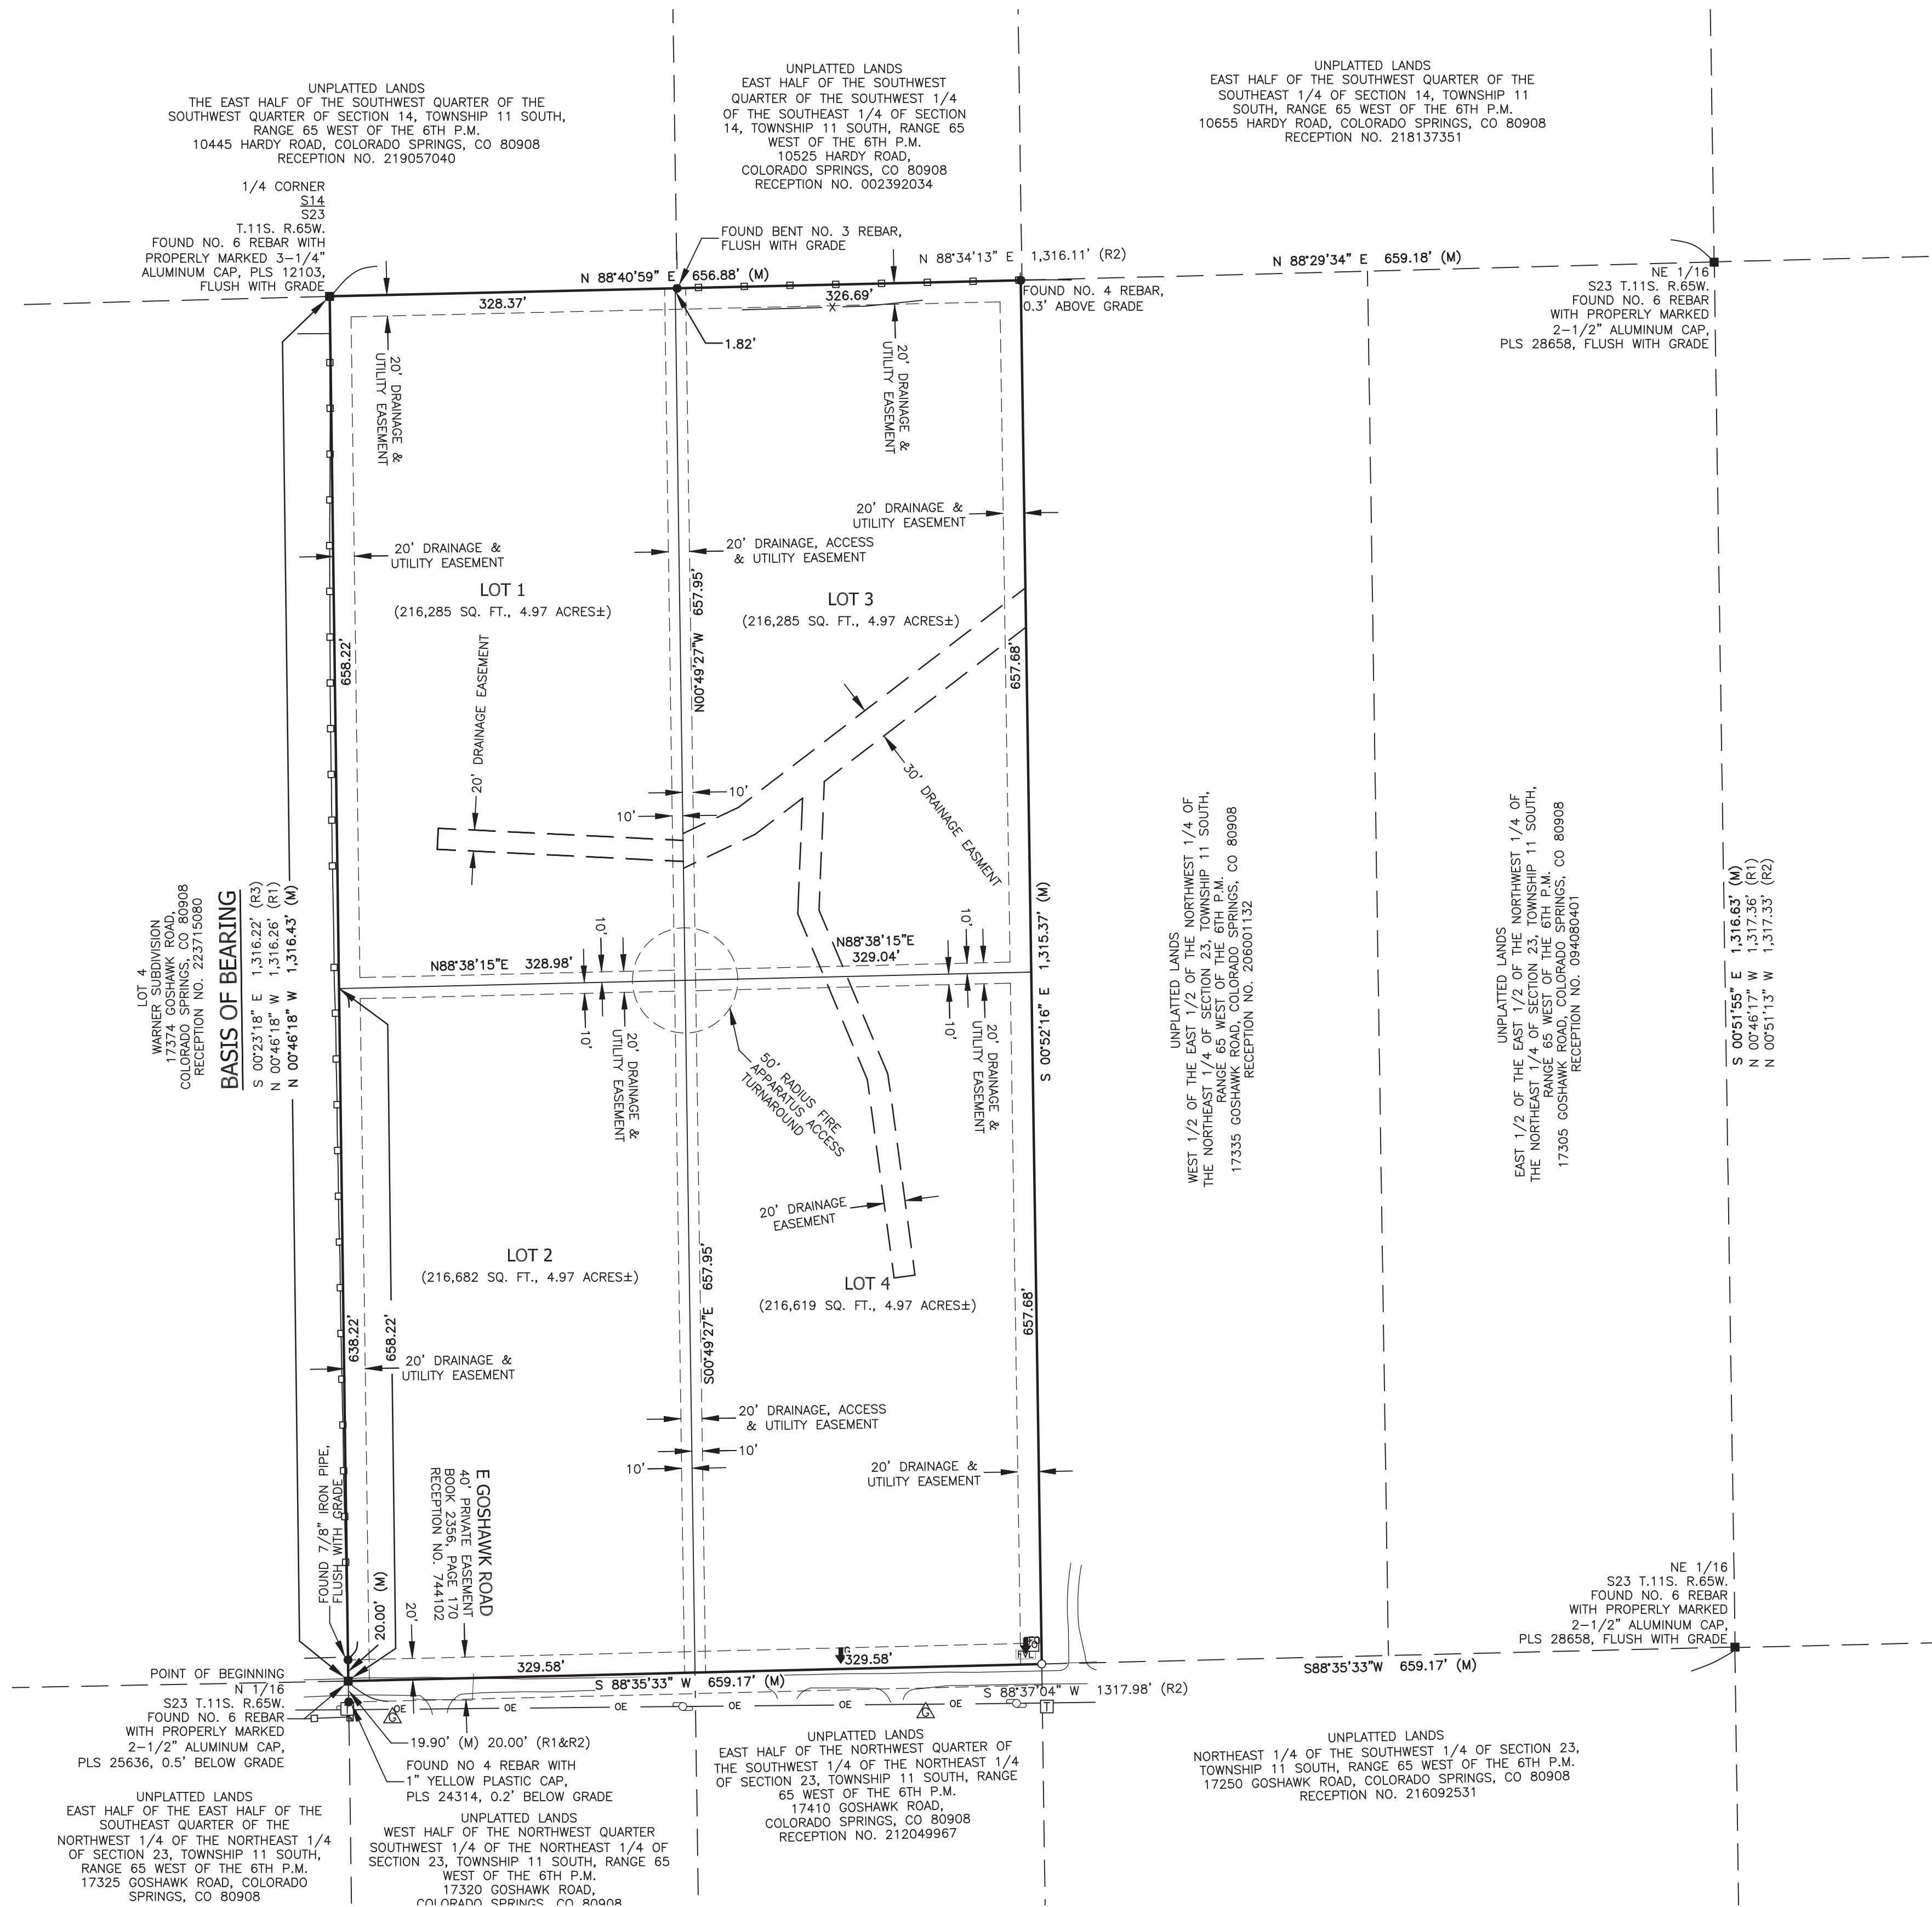 UNPLATTED LANDS
THE EAST HALF OF THE SOUTHWEST QUARTER OF THE
SOUTHWEST QUARTER OF SECTION 14, TOWNSHIP 11 SOUTH,
RANGE 65 WEST OF THE 6TH P.M.
10445 HARDY ROAD, COLORADO SPRINGS, CO 80908
RECEPTION NO. 219057040
UNPLATTED LANDS
EAST HALF OF THE SOUTHWEST
QUARTER OF THE SOUTHWEST 1/4
OF THE SOUTHEAST 1/4 OF SECTION
14, TOWNSHIP 11 SOUTH, RANGE 65
WEST OF THE 6TH P.M.
10525 HARDY ROAD,
COLORADO SPRINGS, CO 80908
RECEPTION NO. 002392034
UNPLATTED LANDS
EAST HALF OF THE SOUTHWEST QUARTER OF THE
SOUTHEAST 1/4 OF SECTION 14, TOWNSHIP 11
SOUTH, RANGE 65 WEST OF THE 6TH P.M.
10655 HARDY ROAD, COLORADO SPRINGS, CO 80908
RECEPTION NO. 218137351
1/4 CORNER
S14
S23
T.11S. R.65W.
FOUND NO. 6 REBAR WITH
PROPERLY MARKED 3-1/4"
ALUMINUM CAP, PLS 12103,
FLUSH WITH GRADE
FOUND BENT NO. 3 REBAR,
FLUSH WITH GRADE
N 88°40'59" E 656.88' (M)
N 88°34'13" E 1,316.11' (R2)
N 88°29'34" E 659.18' (M)
328.37'
326.69'
X
1.82'
FOUND NO. 4 REBAR,
0.3' ABOVE GRADE
NE 1/16
S23 T.11S. R.65W.
FOUND NO. 6 REBAR
WITH PROPERLY MARKED
2-1/2" ALUMINUM CAP,
PLS 28658, FLUSH WITH GRADE
20' DRAINAGE &
UTILITY EASEMENT
20' DRAINAGE &
UTILITY EASEMENT
20' DRAINAGE &
UTILITY EASEMENT
20' DRAINAGE &
UTILITY EASEMENT
20' DRAINAGE, ACCESS
& UTILITY EASEMENT
LOT 1
(216,285 SQ. FT., 4.97 ACRES±)
LOT 3
(216,285 SQ. FT., 4.97 ACRES±)
N00°49'27"W 657.95'
658.22'
657.68'
20' DRAINAGE EASEMENT
30' DRAINAGE EASMENT
10'
10'
LOT 4
WARNER SUBDIVISION
17374 GOSHAWK ROAD,
COLORADO SPRINGS, CO 80908
RECEPTION NO. 223715080
BASIS OF BEARING
S 00°23'18" E 1,316.22' (R3)
N 00°46'18" W 1,316.26' (R1)
N 00°46'18" W 1,316.43' (M)
N88°38'15"E 328.98'
N88°38'15"E
329.04'
10'
10'
10'
10'
20' DRAINAGE &
UTILITY EASEMENT
20' DRAINAGE &
UTILITY EASEMENT
50' RADIUS FIRE
APPARATUS ACCESS
TURNAROUND
S 00°52'16" E 1,315.37' (M)
UNPLATTED LANDS
WEST 1/2 OF THE EAST 1/2 OF THE NORTHWEST 1/4 OF
THE NORTHEAST 1/4 OF SECTION 23, TOWNSHIP 11 SOUTH,
RANGE 65 WEST OF THE 6TH P.M.
17335 GOSHAWK ROAD, COLORADO SPRINGS, CO 80908
RECEPTION NO. 206001132
UNPLATTED LANDS
EAST 1/2 OF THE EAST 1/2 OF THE NORTHWEST 1/4 OF
THE NORTHEAST 1/4 OF SECTION 23, TOWNSHIP 11 SOUTH,
RANGE 65 WEST OF THE 6TH P.M.
17305 GOSHAWK ROAD, COLORADO SPRINGS, CO 80908
RECEPTION NO. 094080401
S 00°51'55" E 1,316.63' (M)
N 00°46'17" W 1,317.36' (R1)
N 00°51'13" W 1,317.33' (R2)
20' DRAINAGE
EASEMENT
LOT 2
(216,682 SQ. FT., 4.97 ACRES±)
LOT 4
(216,619 SQ. FT., 4.97 ACRES±)
638.22'
658.22'
S00°49'27"E 657.95'
657.68'
20' DRAINAGE &
UTILITY EASEMENT
20' DRAINAGE, ACCESS
& UTILITY EASEMENT
10'
10'
20' DRAINAGE &
UTILITY EASEMENT
FOUND 7/8" IRON PIPE,
FLUSH WITH GRADE
20.00' (M)
20'
E GOSHAWK ROAD
40' PRIVATE EASEMENT
BOOK 2356, PAGE 170
RECEPTION NO. 744102
NE 1/16
S23 T.11S. R.65W.
FOUND NO. 6 REBAR
WITH PROPERLY MARKED
2-1/2" ALUMINUM CAP,
PLS 28658, FLUSH WITH GRADE
329.58'
G
329.58'
S 88°35'33" W 659.17' (M)
S88°35'33"W 659.17' (M)
S 88°37'04" W 1317.98' (R2)
POINT OF BEGINNING
N 1/16
S23 T.11S. R.65W.
FOUND NO. 6 REBAR
WITH PROPERLY MARKED
2-1/2" ALUMINUM CAP,
PLS 25636, 0.5' BELOW GRADE
T
OE
G
OE
OE
OE
OE
G
OE
T
19.90' (M) 20.00' (R1&R2)
FOUND NO 4 REBAR WITH
1" YELLOW PLASTIC CAP,
PLS 24314, 0.2' BELOW GRADE
UNPLATTED LANDS
EAST HALF OF THE EAST HALF OF THE
SOUTHEAST QUARTER OF THE
NORTHWEST 1/4 OF THE NORTHEAST 1/4
OF SECTION 23, TOWNSHIP 11 SOUTH,
RANGE 65 WEST OF THE 6TH P.M.
17325 GOSHAWK ROAD, COLORADO
SPRINGS, CO 80908
UNPLATTED LANDS
WEST HALF OF THE NORTHWEST QUARTER
SOUTHWEST 1/4 OF THE NORTHEAST 1/4 OF
SECTION 23, TOWNSHIP 11 SOUTH, RANGE 65
WEST OF THE 6TH P.M.
17320 GOSHAWK ROAD,
COLORADO SPRINGS, CO 80908
UNPLATTED LANDS
EAST HALF OF THE NORTHWEST QUARTER OF
THE SOUTHWEST 1/4 OF THE NORTHEAST 1/4
OF SECTION 23, TOWNSHIP 11 SOUTH, RANGE
65 WEST OF THE 6TH P.M.
17410 GOSHAWK ROAD,
COLORADO SPRINGS, CO 80908
RECEPTION NO. 212049967
UNPLATTED LANDS
NORTHEAST 1/4 OF THE SOUTHWEST 1/4 OF SECTION 23,
TOWNSHIP 11 SOUTH, RANGE 65 WEST OF THE 6TH P.M.
17250 GOSHAWK ROAD, COLORADO SPRINGS, CO 80908
RECEPTION NO. 216092531